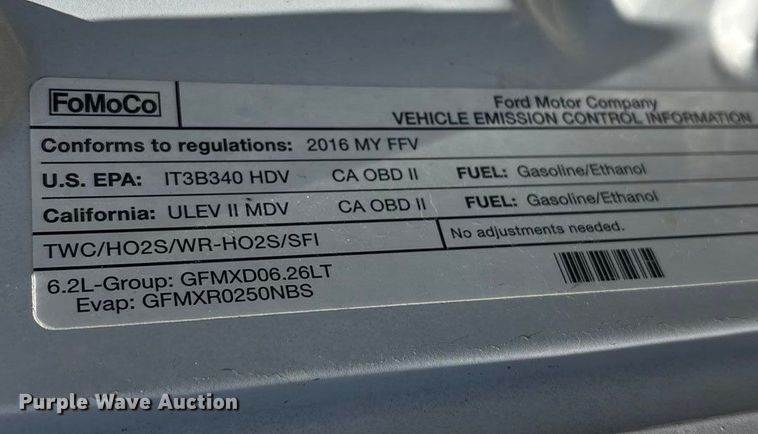 FoMoCo
Ford Motor Company
VEHICLE EMISSION CONTROL INFORMATION
Conforms to regulations: 2016 MY FFV
U.S. EPA: IT3B340 HDV CA OBD II FUEL: Gasoline/Ethanol
California: ULEV II MDV CA OBD II FUEL: Gasoline/Ethanol
TWC/HO2S/WR-HO2S/SFI
No adjustments needed.
6.2L-Group: GFMXD06.26LT
Evap: GFMXR0250NBS
Purple Wave Auction